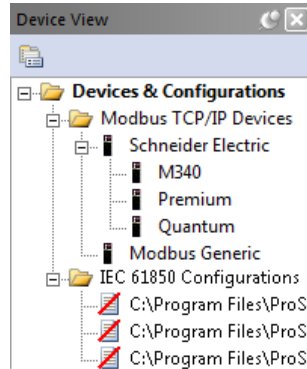 Device View
Devices & Configurations
Modbus TCP/IP Devices
Schneider Electric
M340
Premium
Quantum
Modbus Generic
IEC 61850 Configurations
C:\Program Files\ProS
C:\Program Files\ProS
C:\Program Files\ProS